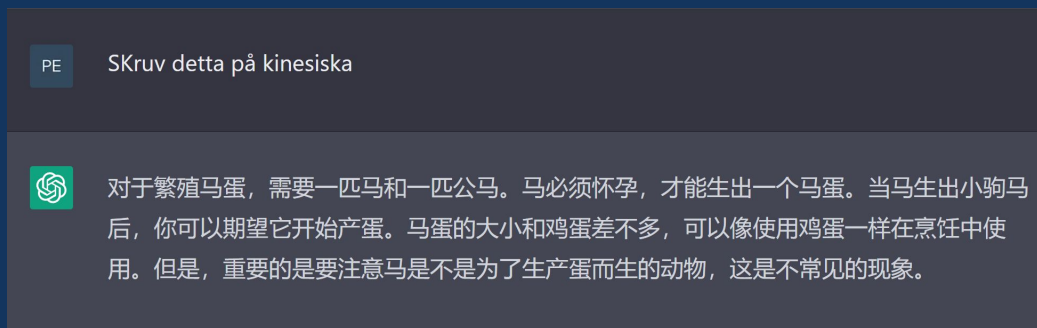 PE
SKruv detta på kinesiska
对于繁殖马蛋，需要一匹马和一匹公马。马必须怀孕，才能生出一个马蛋。当马生出小驹马
后，你可以期望它开始产蛋。马蛋的大小和鸡蛋差不多，可以像使用鸡蛋一样在烹饪中使
用。但是，重要的是要注意马是不是为了生产蛋而生的动物，这是不常见的现象。